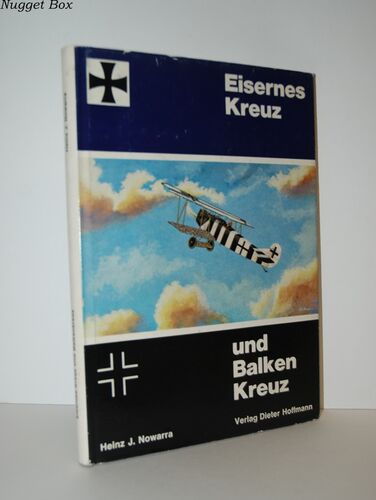 Nugget Box
Eisernes
Kreuz
und
Balken
Kreuz
Heinz J. Nowarra
Verlag Dieter Hoffmann